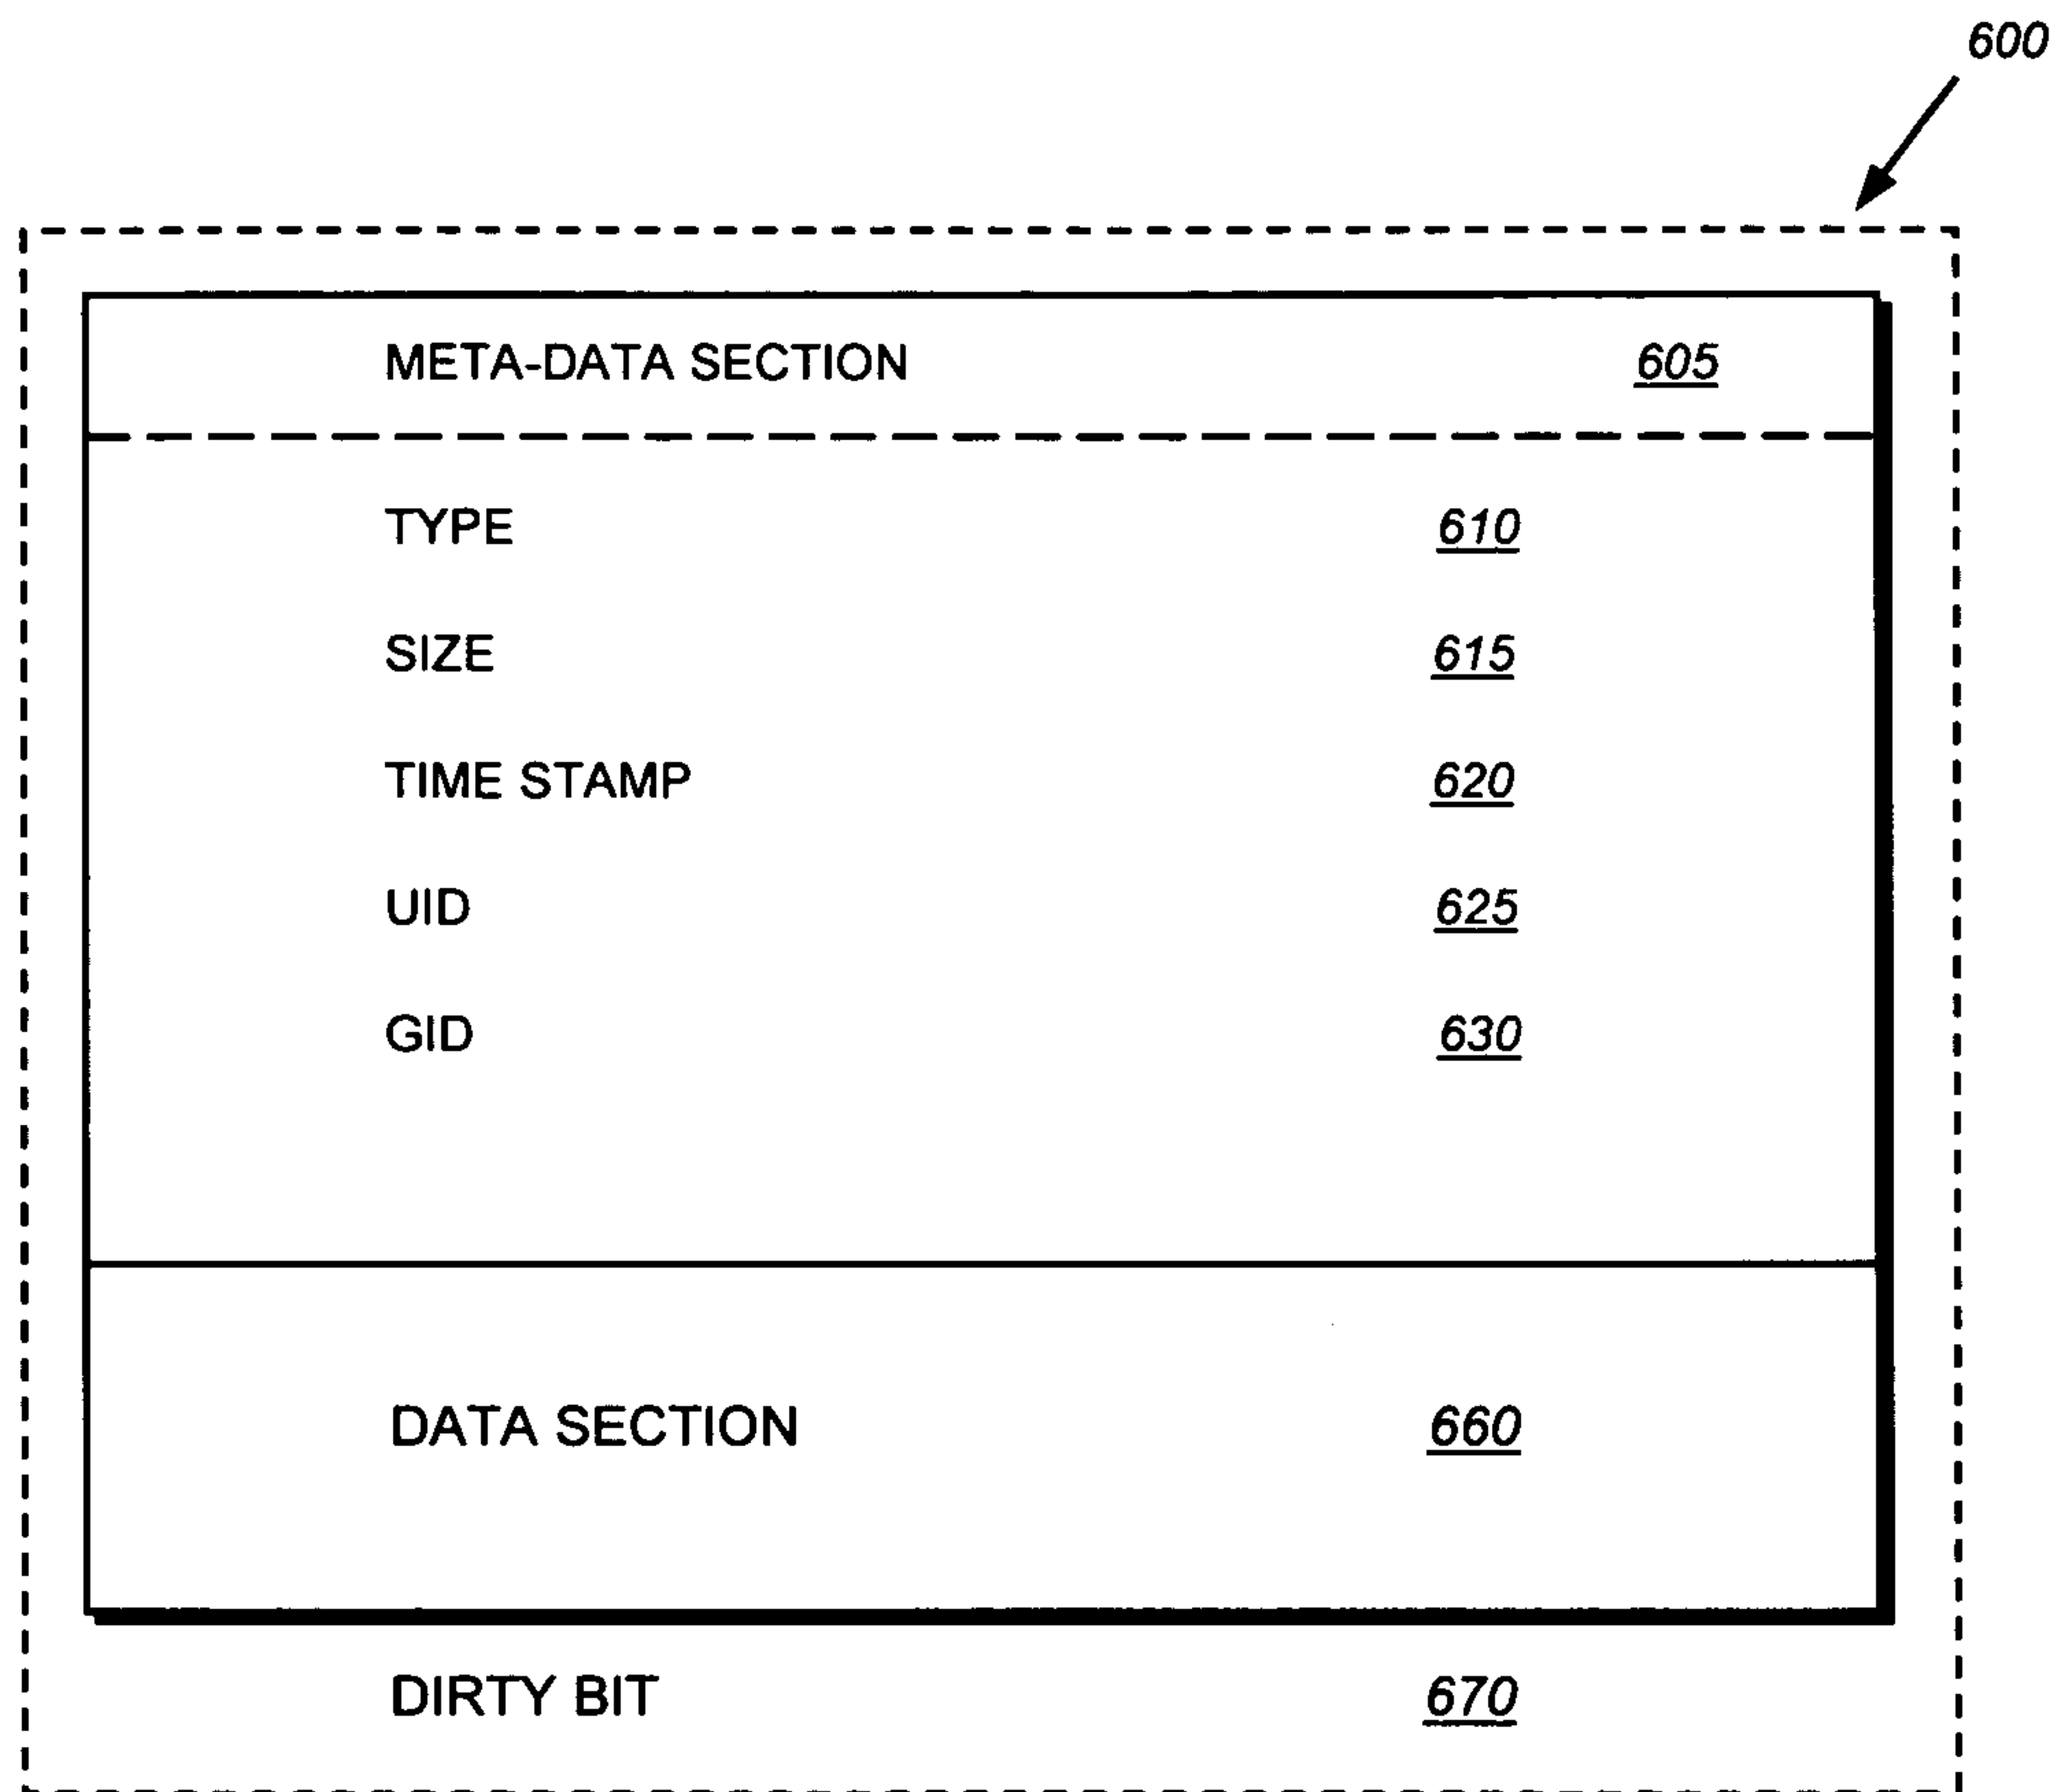 600
META-DATA SECTION 605
TYPE 610
SIZE 615
TIME STAMP 620
UID 625
GID 630
DATA SECTION 660
DIRTY BIT 670